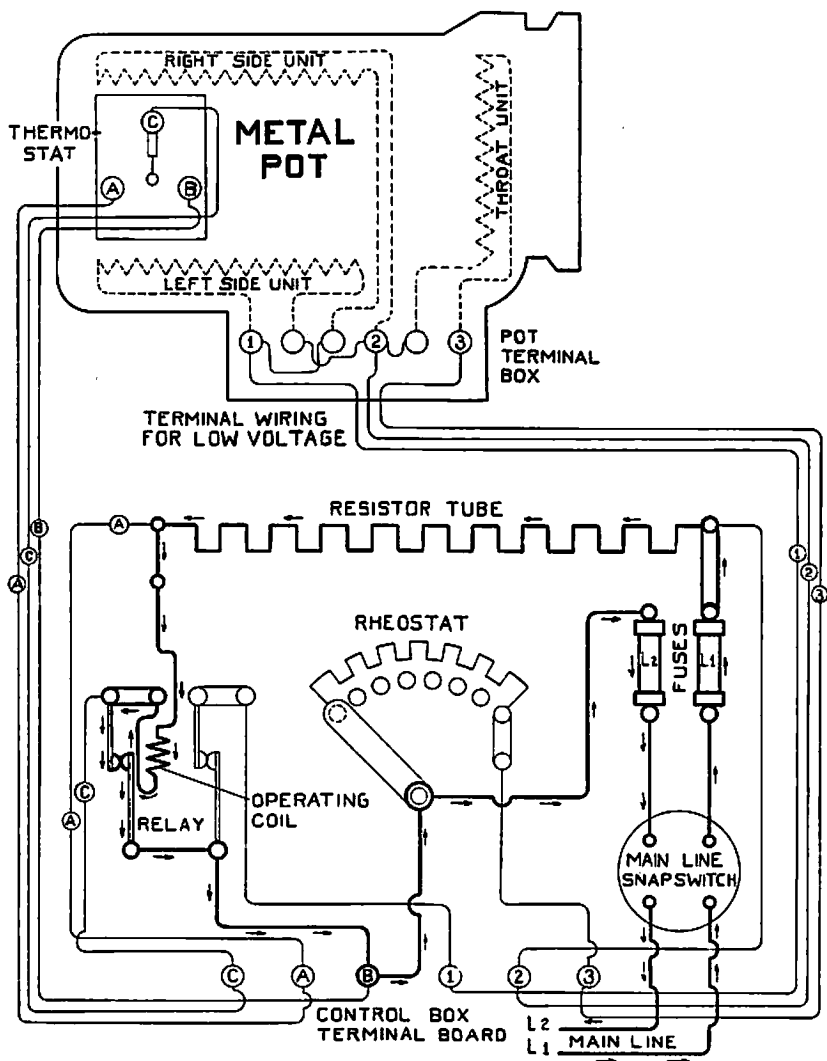 RIGHT SIDE UNIT
THERMO-
STAT
C
A
B
METAL
POT
THROAT UNIT
LEFT SIDE UNIT
1
2
3
POT
TERMINAL
BOX
TERMINAL WIRING
FOR LOW VOLTAGE
A
RESISTOR TUBE
B
C
A
1
2
3
RHEOSTAT
L2
FUSES
L1
C
A
OPERATING
COIL
RELAY
MAIN LINE
SNAPSWITCH
C
A
B
1
2
3
CONTROL BOX
TERMINAL BOARD
L2
L1
MAIN LINE